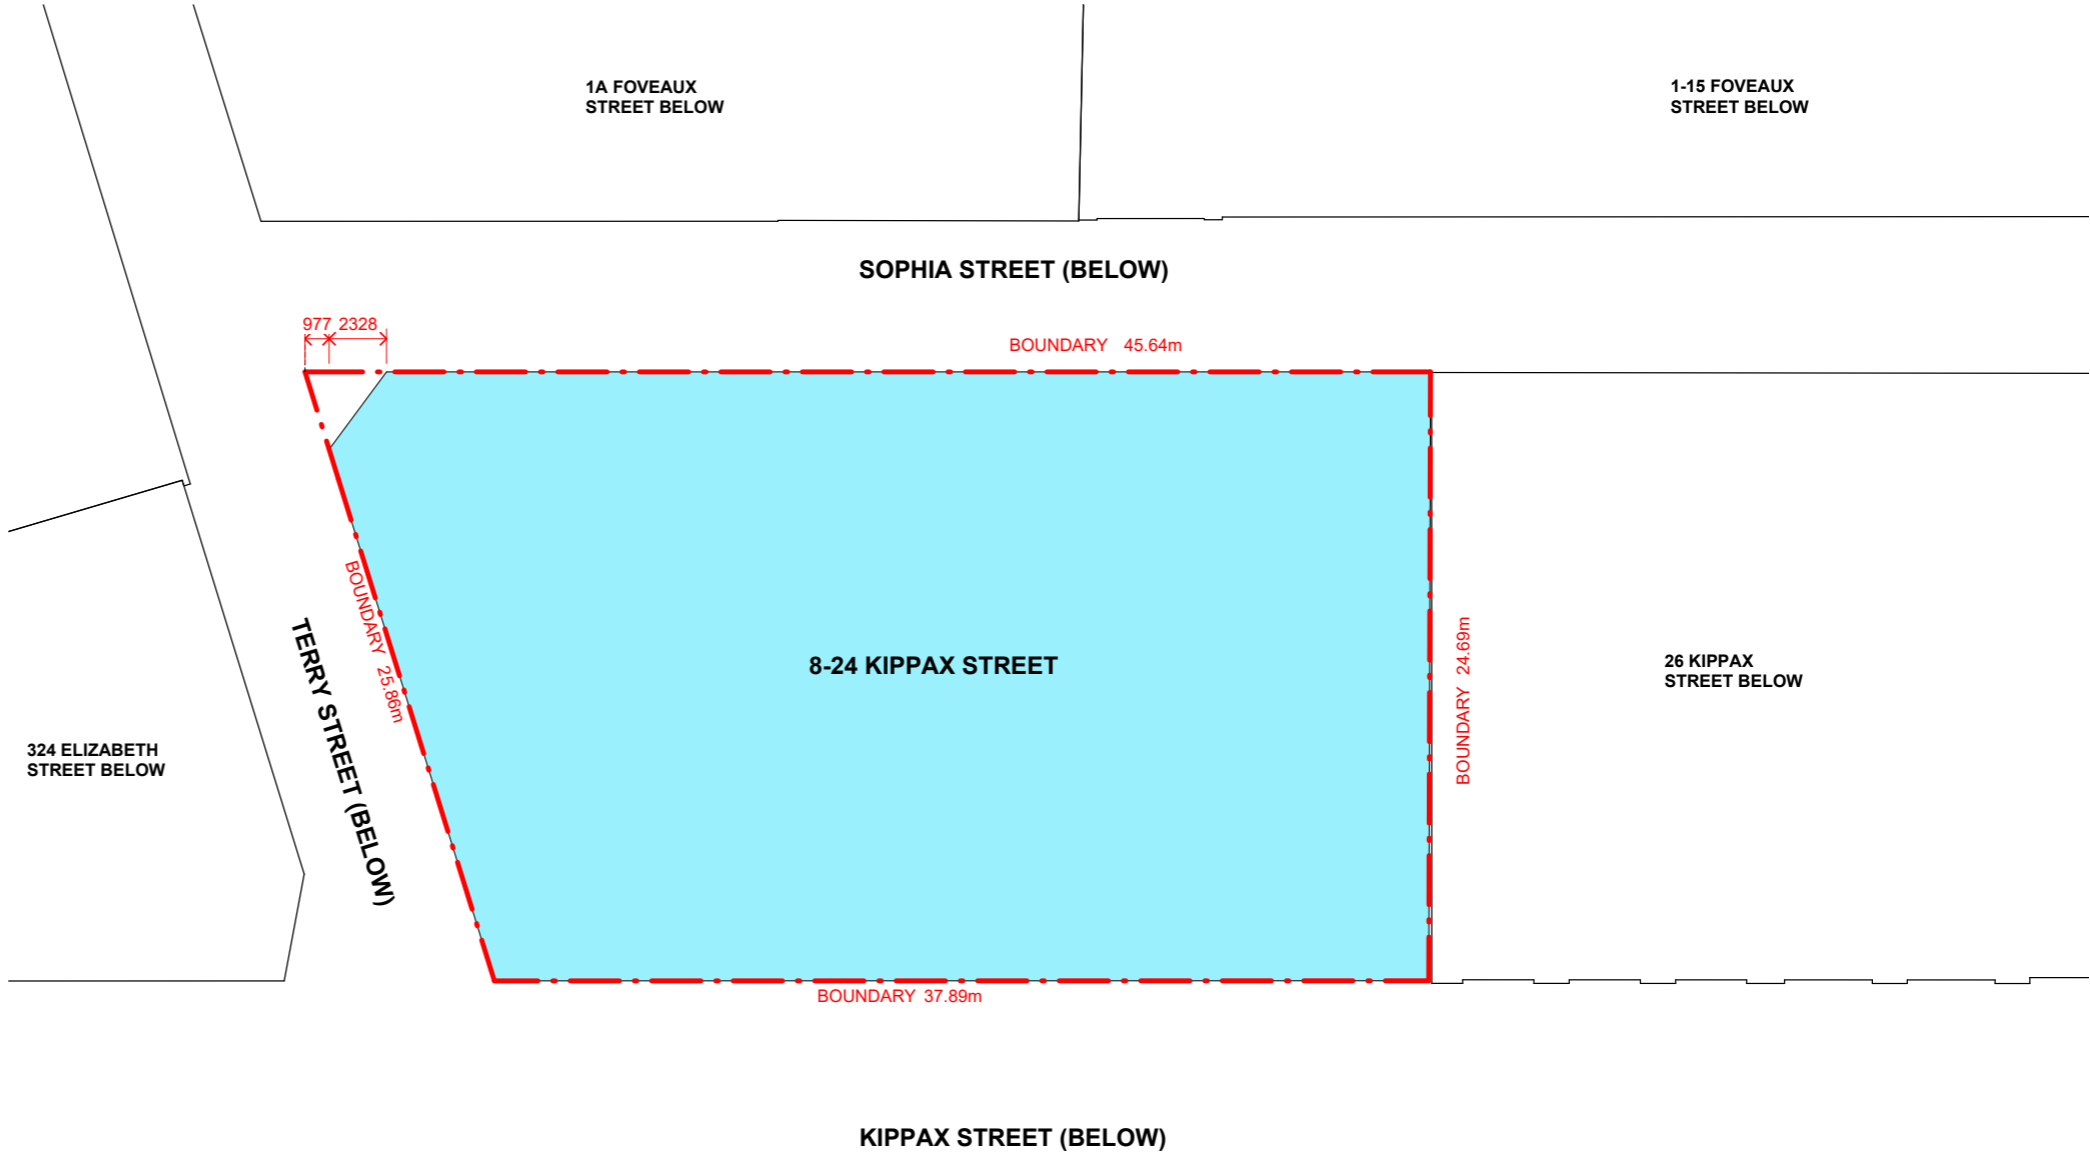 1A FOVEAUX
STREET BELOW
1-15 FOVEAUX
STREET BELOW
SOPHIA STREET (BELOW)
977 2328
BOUNDARY 45.64m
BOUNDARY 25.86m
TERRY STREET (BELOW)
8-24 KIPPAX STREET
BOUNDARY 24.69m
26 KIPPAX
STREET BELOW
324 ELIZABETH
STREET BELOW
BOUNDARY 37.89m
KIPPAX STREET (BELOW)